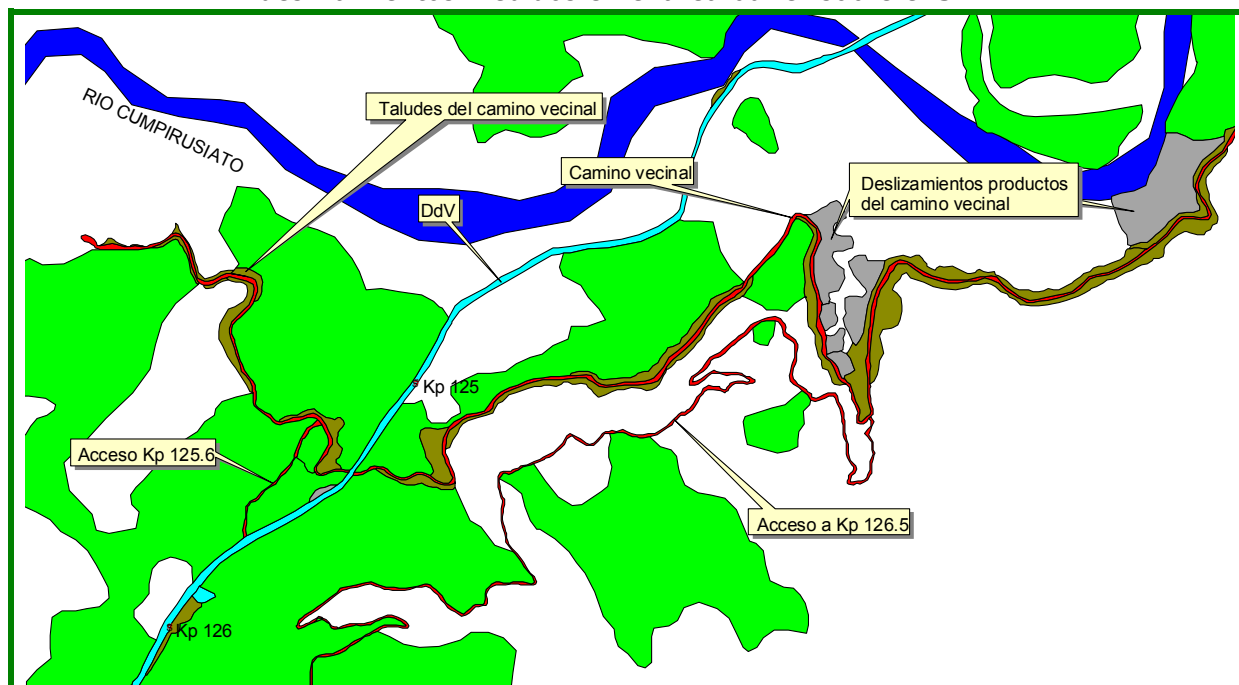 RIO CUMPIRUSIATO
Taludes del camino vecinal
Camino vecinal
Deslizamientos productos
del camino vecinal
DdV
Kp 125
Acceso Kp 125.6
Acceso a Kp 126.5
Kp 126